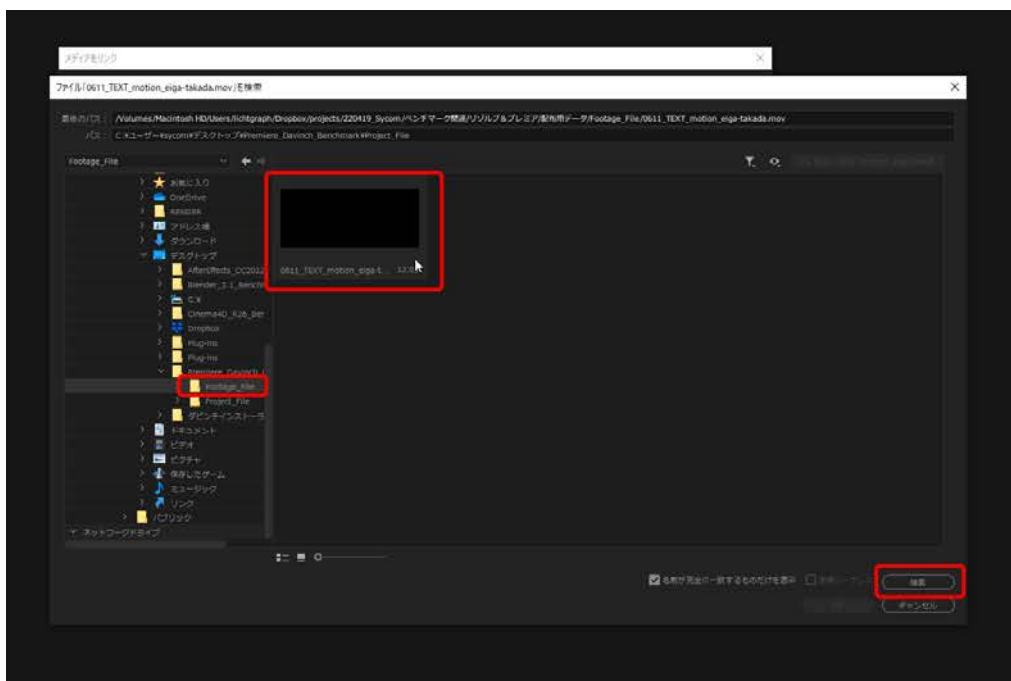 メディアをリンク
ファイル「0611_TEXT_motion_eiga-takada.mov」を検索
最後のパス： /Volumes/Macintosh HD/Users/lichtgraph/Dropbox/projects/220419_Sycom/ベンチマーク関連/リゾルブ&プレミア/配布用データ/Footage_File/0611_TEXT_motion_eiga-takada.mov
パス： C:¥ユーザー¥sycom¥デスクトップ¥Premiere_Davinch_Benchmark¥Project_File
Footage_File
お気に入り
OneDrive
RENDER
アドレス帳
ダウンロード
デスクトップ
AfterEffects_CC2022
Blender_3.1_Bench
C:¥
Cinema4D_R26_Ber
Dropbox
Plug-ins
Plug-ins
Premiere_Davinch_
Footage_File
Project_File
ダビンチインストーラ
ドキュメント
ビデオ
ピクチャ
保存したゲーム
ミュージック
リンク
パブリック
ネットワークドライブ
0611_TEXT_motion_eiga-t...
名前が完全に一致するものだけを表示
検索
キャンセル